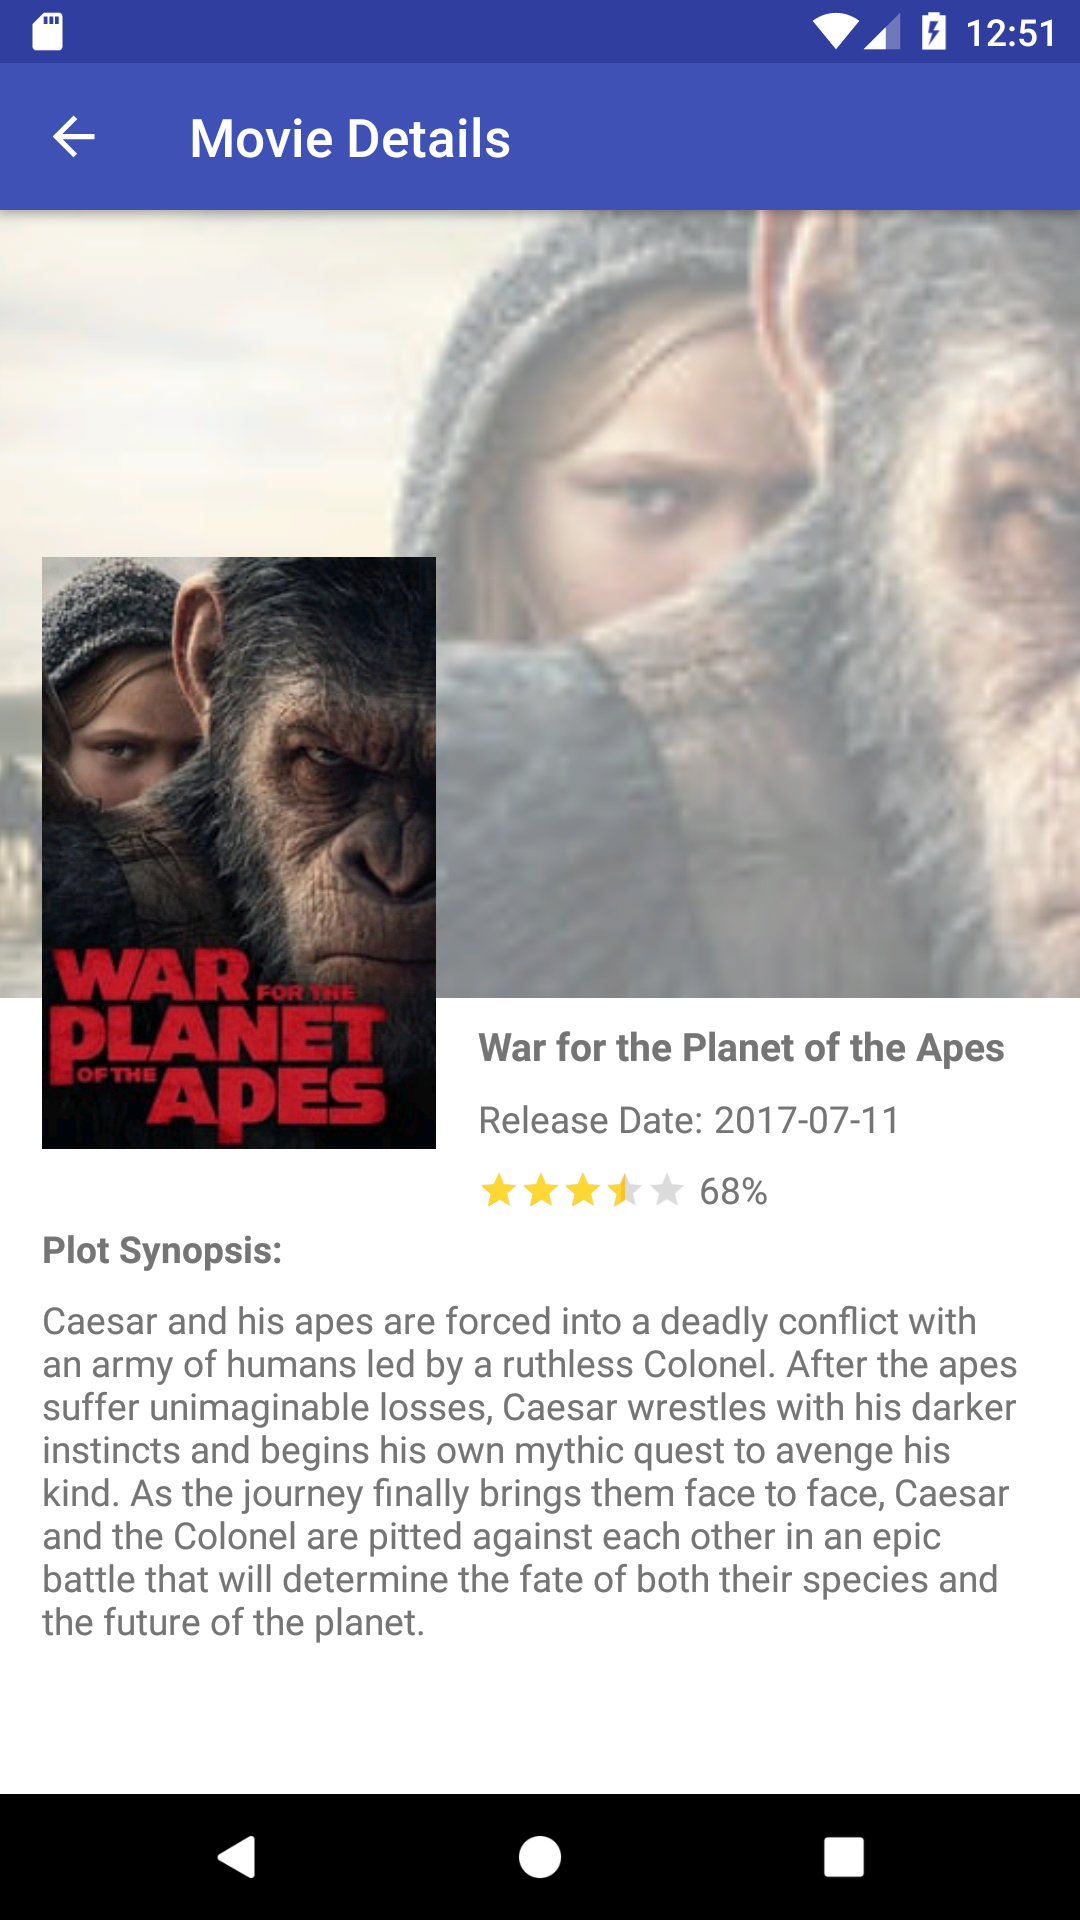 12:51
Movie Details
WAR FOR THE
PLANET
OF THE APES
War for the Planet of the Apes
Release Date: 2017-07-11
68%
Plot Synopsis:
Caesar and his apes are forced into a deadly conflict with
an army of humans led by a ruthless Colonel. After the apes
suffer unimaginable losses, Caesar wrestles with his darker
instincts and begins his own mythic quest to avenge his
kind. As the journey finally brings them face to face, Caesar
and the Colonel are pitted against each other in an epic
battle that will determine the fate of both their species and
the future of the planet.